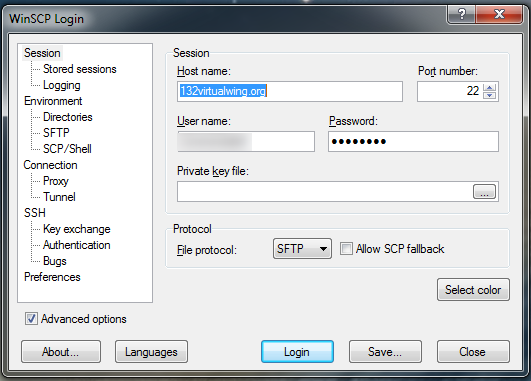 WinSCP Login
?
Session
Stored sessions
Logging
Environment
Directories
SFTP
SCP/Shell
Connection
Proxy
Tunnel
SSH
Key exchange
Authentication
Bugs
Preferences
Advanced options
Session
Host name:
Port number:
132virtualwing.org
22
User name:
Password:
●●●●●●●●
Private key file:
...
Protocol
File protocol:
SFTP
Allow SCP fallback
Select color
About...
Languages
Login
Save...
Close